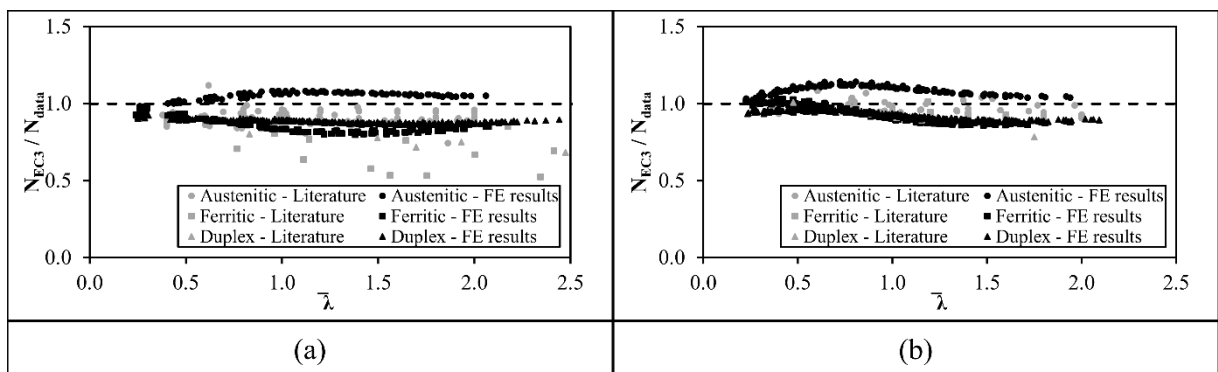 1.5
1.0
0.5
0.0
N_EC3 / N_data
Austenitic - Literature
Austenitic - FE results
Ferritic - Literature
Ferritic - FE results
Duplex - Literature
Duplex - FE results
0.0 0.5 1.0 1.5 2.0 2.5
λ̅
(a)
1.5
1.0
0.5
0.0
N_EC3 / N_data
Austenitic - Literature
Austenitic - FE results
Ferritic - Literature
Ferritic - FE results
Duplex - Literature
Duplex - FE results
0.0 0.5 1.0 1.5 2.0 2.5
λ̅
(b)